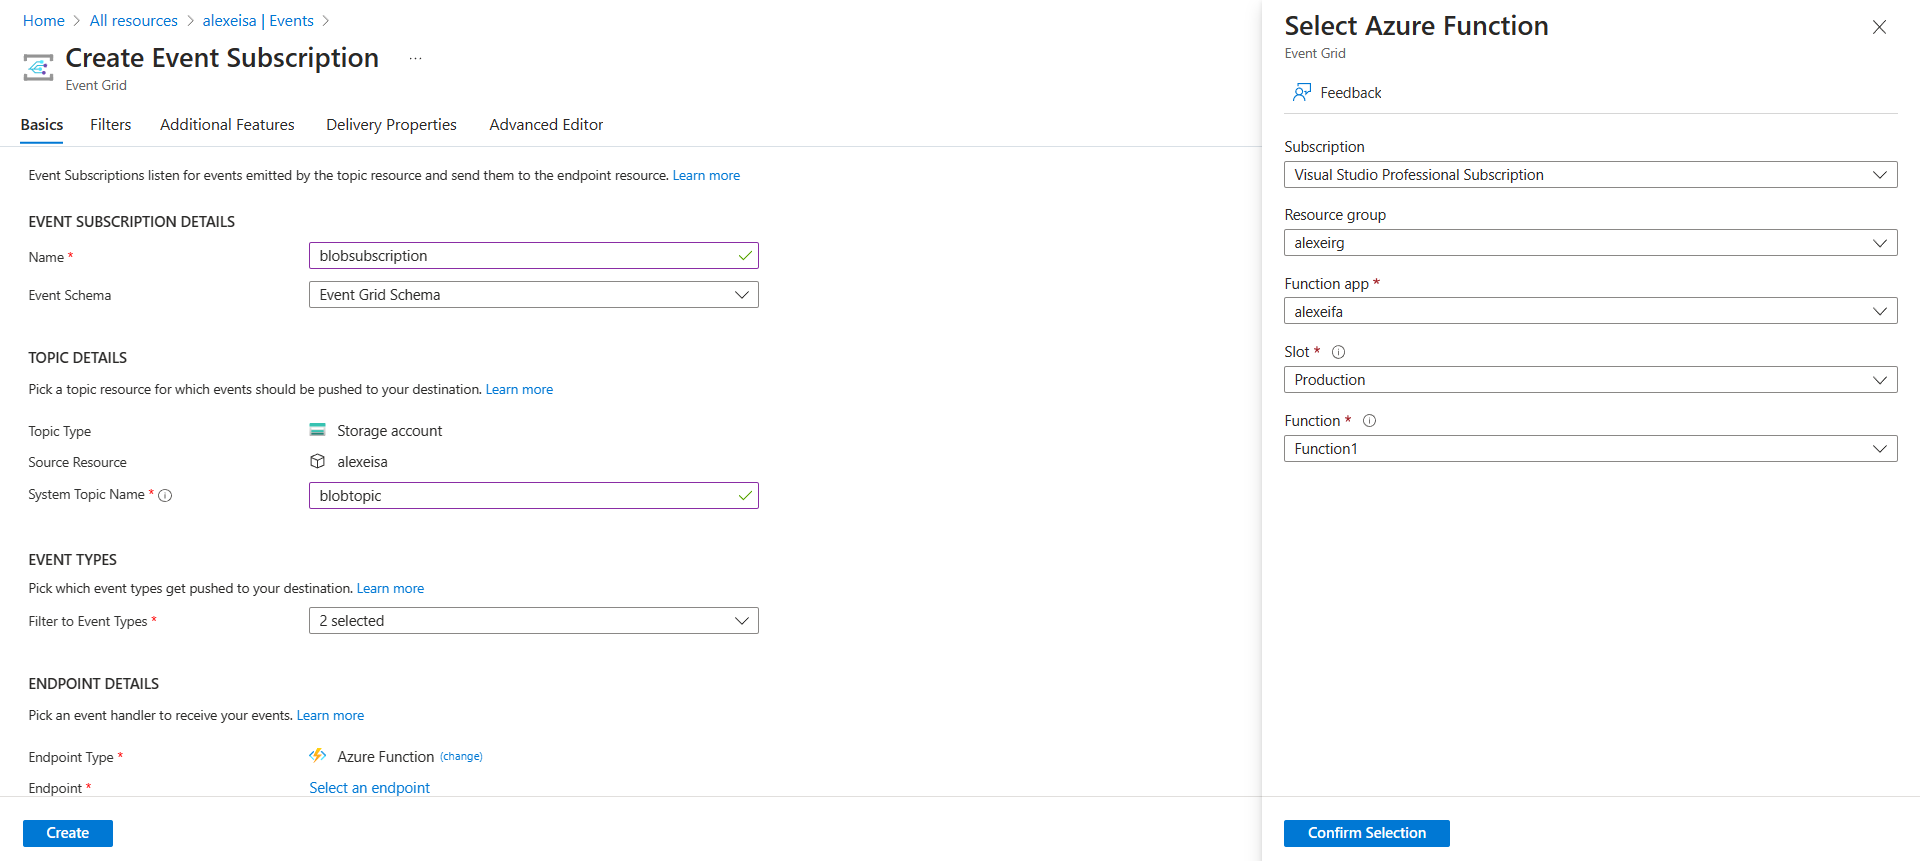 Home > All resources > alexeisa | Events >
Create Event Subscription ...
Event Grid
Basics Filters Additional Features Delivery Properties Advanced Editor
Event Subscriptions listen for events emitted by the topic resource and send them to the endpoint resource. Learn more
EVENT SUBSCRIPTION DETAILS
Name * blobsubscription
Event Schema Event Grid Schema
TOPIC DETAILS
Pick a topic resource for which events should be pushed to your destination. Learn more
Topic Type Storage account
Source Resource alexeisa
System Topic Name * blobtopic
EVENT TYPES
Pick which event types get pushed to your destination. Learn more
Filter to Event Types * 2 selected
ENDPOINT DETAILS
Pick an event handler to receive your events. Learn more
Endpoint Type * Azure Function (change)
Endpoint * Select an endpoint
Create
Select Azure Function
Event Grid
Feedback
Subscription
Visual Studio Professional Subscription
Resource group
alexeirg
Function app *
alexeifa
Slot *
Production
Function *
Function1
Confirm Selection